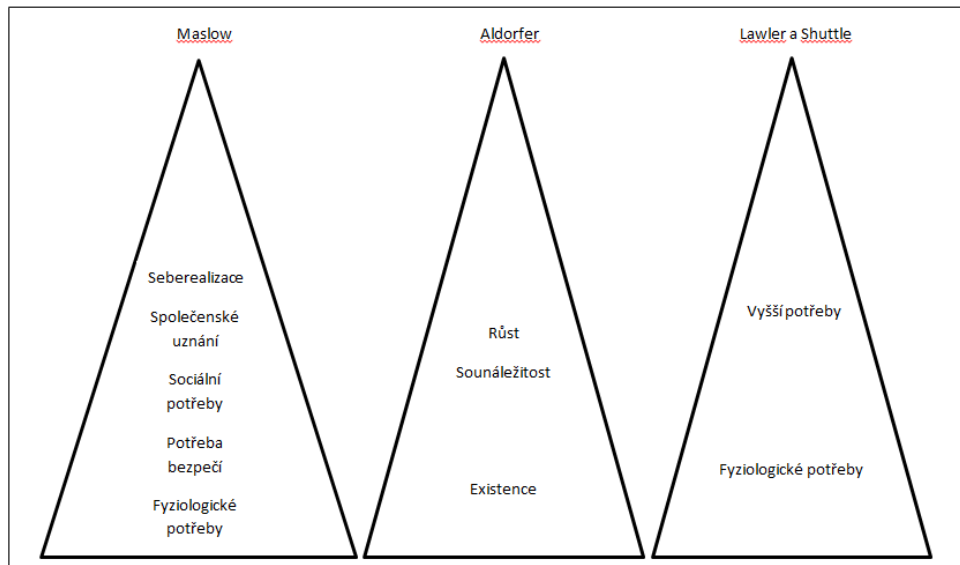 Maslow
Aldorfer
Lawler a Shuttle
Seberealizace
Společenské
uznání
Sociální
potřeby
Potřeba
bezpečí
Fyziologické
potřeby
Růst
Sounáležitost
Existence
Vyšší potřeby
Fyziologické potřeby